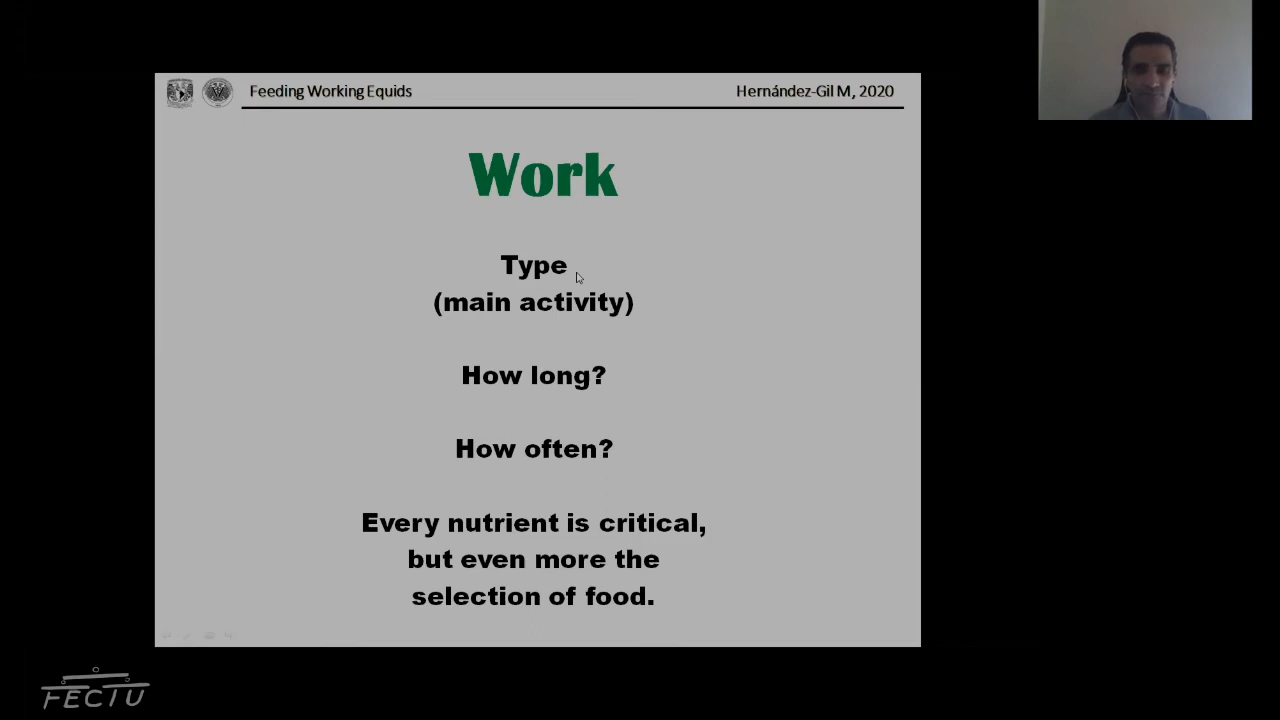 Feeding Working Equids
Hernández-Gil M, 2020
Work
Type
(main activity)
How long?
How often?
Every nutrient is critical,
but even more the
selection of food.
FECTU